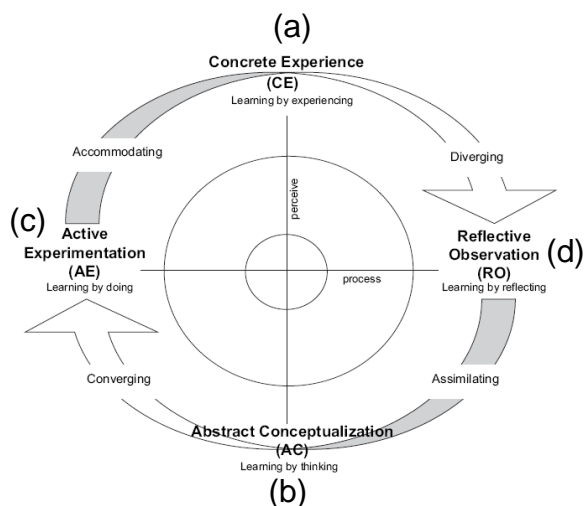 (a)
Concrete Experience
(CE)
Learning by experiencing
Accommodating
Diverging
perceive
(c)
Active
Experimentation
(AE)
Learning by doing
process
Reflective
Observation
(RO)
Learning by reflecting
(d)
Converging
Assimilating
Abstract Conceptualization
(AC)
Learning by thinking
(b)